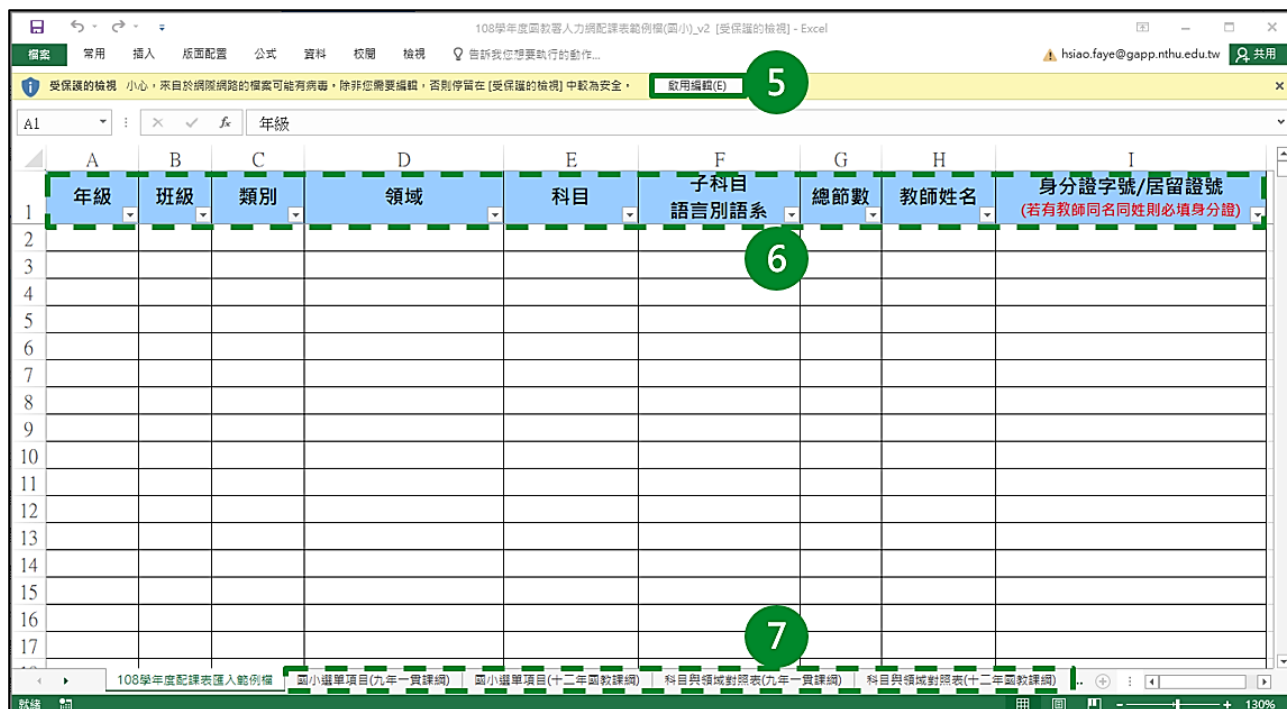 108學年度國教署人力網配課表範例檔(國小)_v2 [受保護的檢視] - Excel
檔案 常用 插入 版面配置 公式 資料 校閱 檢視 告訴我您想要執行的動作... hsiao.faye@gapp.nthu.edu.tw 共用
受保護的檢視 小心，來自於網際網路的檔案可能有病毒。除非您需要編輯，否則停留在 [受保護的檢視] 中較為安全。 啟用編輯(E) 5
A1 fx 年級
A B C D E F G H I
1 年級 班級 類別 領域 科目 子科目 語言別語系 總節數 教師姓名 身分證字號/居留證號 (若有教師同名同姓則必填身分證)
2
3 6
4
5
6
7
8
9
10
11
12
13
14
15
16 7
17
108學年度配課表匯入範例檔 國小選單項目(九年一貫課綱) 國小選單項目(十二年國教課綱) 科目與領域對照表(九年一貫課綱) 科目與領域對照表(十二年國教課綱) ...
就緒 130%